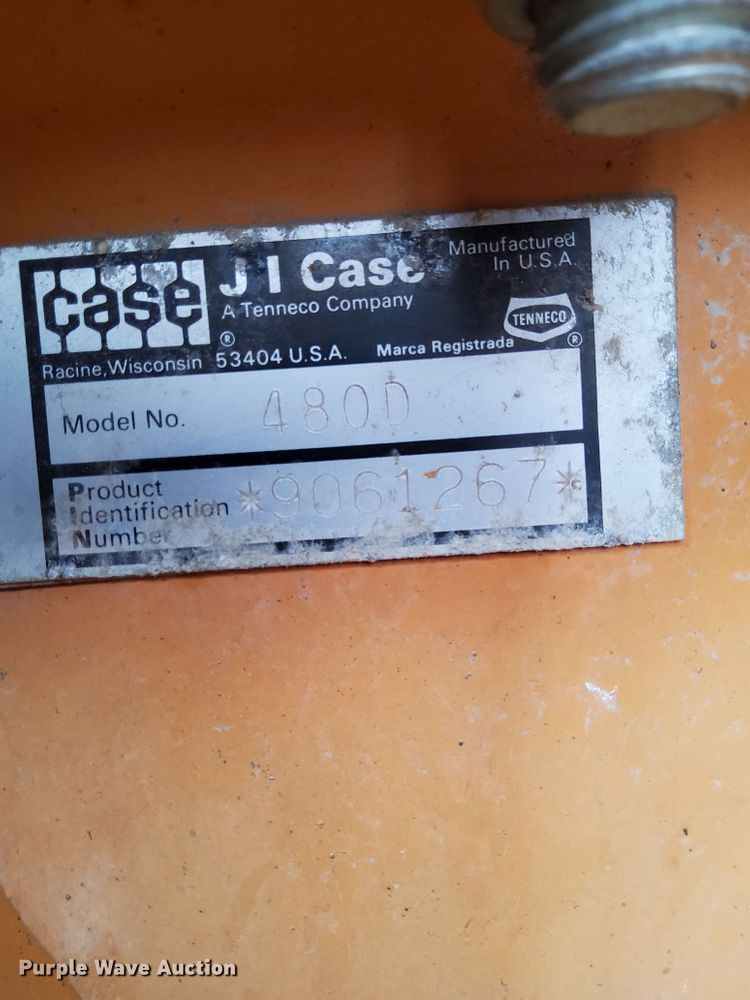 case
J I Case
A Tenneco Company
Manufactured
In U.S.A.
TENNECO
®
®
Racine, Wisconsin 53404 U.S.A. Marca Registrada
Model No. 480D
Product
Identification
Number
*9061267*
Purple Wave Auction